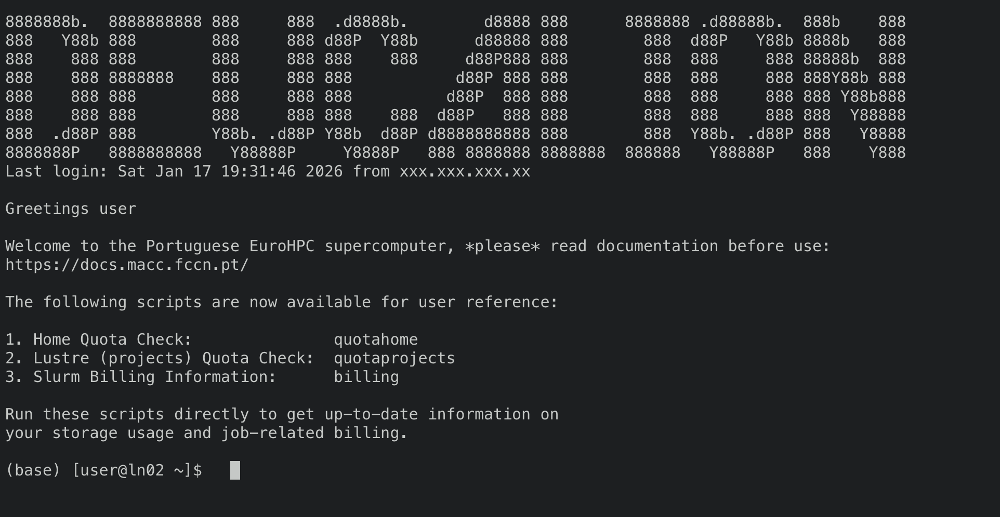 8888888b.  8888888888 888     888  .d8888b.        d8888 888      8888888 .d88888b.  888b    888
888   Y88b 888        888     888 d88P  Y88b      d88888 888        888  d88P   Y88b 8888b   888
888    888 888        888     888 888    888     d88P888 888        888  888     888 88888b  888
888    888 8888888    888     888 888           d88P 888 888        888  888     888 888Y88b 888
888    888 888        888     888 888          d88P  888 888        888  888     888 888 Y88b888
888    888 888        888     888 888    888  d88P   888 888        888  888     888 888  Y88888
888  .d88P 888        Y88b. .d88P Y88b  d88P d8888888888 888        888  Y88b. .d88P 888   Y8888
8888888P   8888888888   Y88888P     Y8888P   888 8888888 8888888  888888   Y88888P   888    Y888
Last login: Sat Jan 17 19:31:46 2026 from xxx.xxx.xxx.xx
Greetings user
Welcome to the Portuguese EuroHPC supercomputer, *please* read documentation before use:
https://docs.macc.fccn.pt/
The following scripts are now available for user reference:
1. Home Quota Check:               quotahome
2. Lustre (projects) Quota Check:  quotaprojects
3. Slurm Billing Information:      billing
Run these scripts directly to get up-to-date information on
your storage usage and job-related billing.
(base) [user@ln02 ~]$